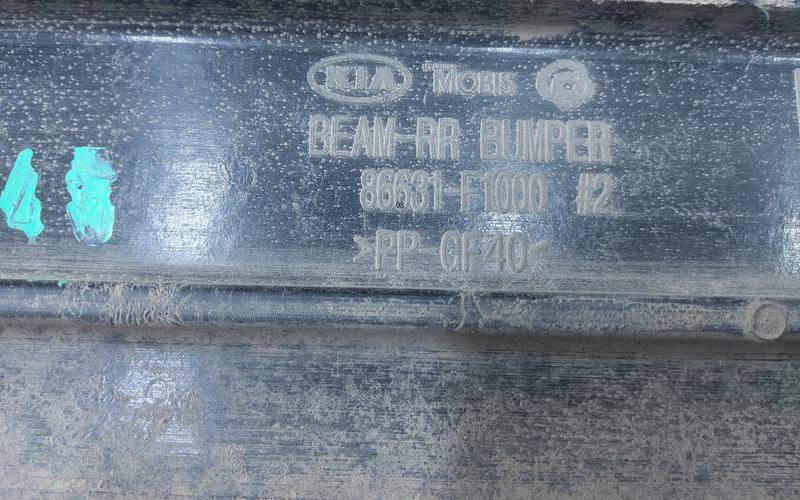 KIA MOBIS
BEAM-RR BUMPER
86631-F1000 #2
>PP-GF40<